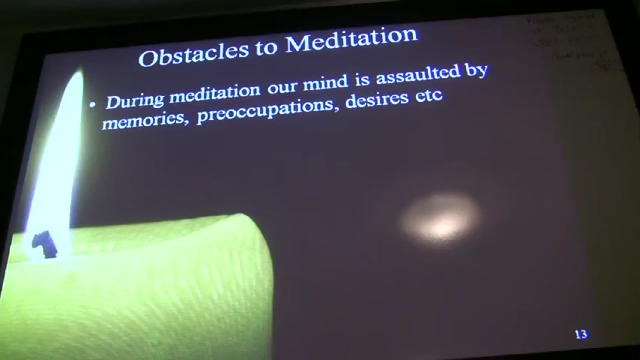 Obstacles to Meditation
• During meditation our mind is assaulted by
memories, preoccupations, desires etc
13